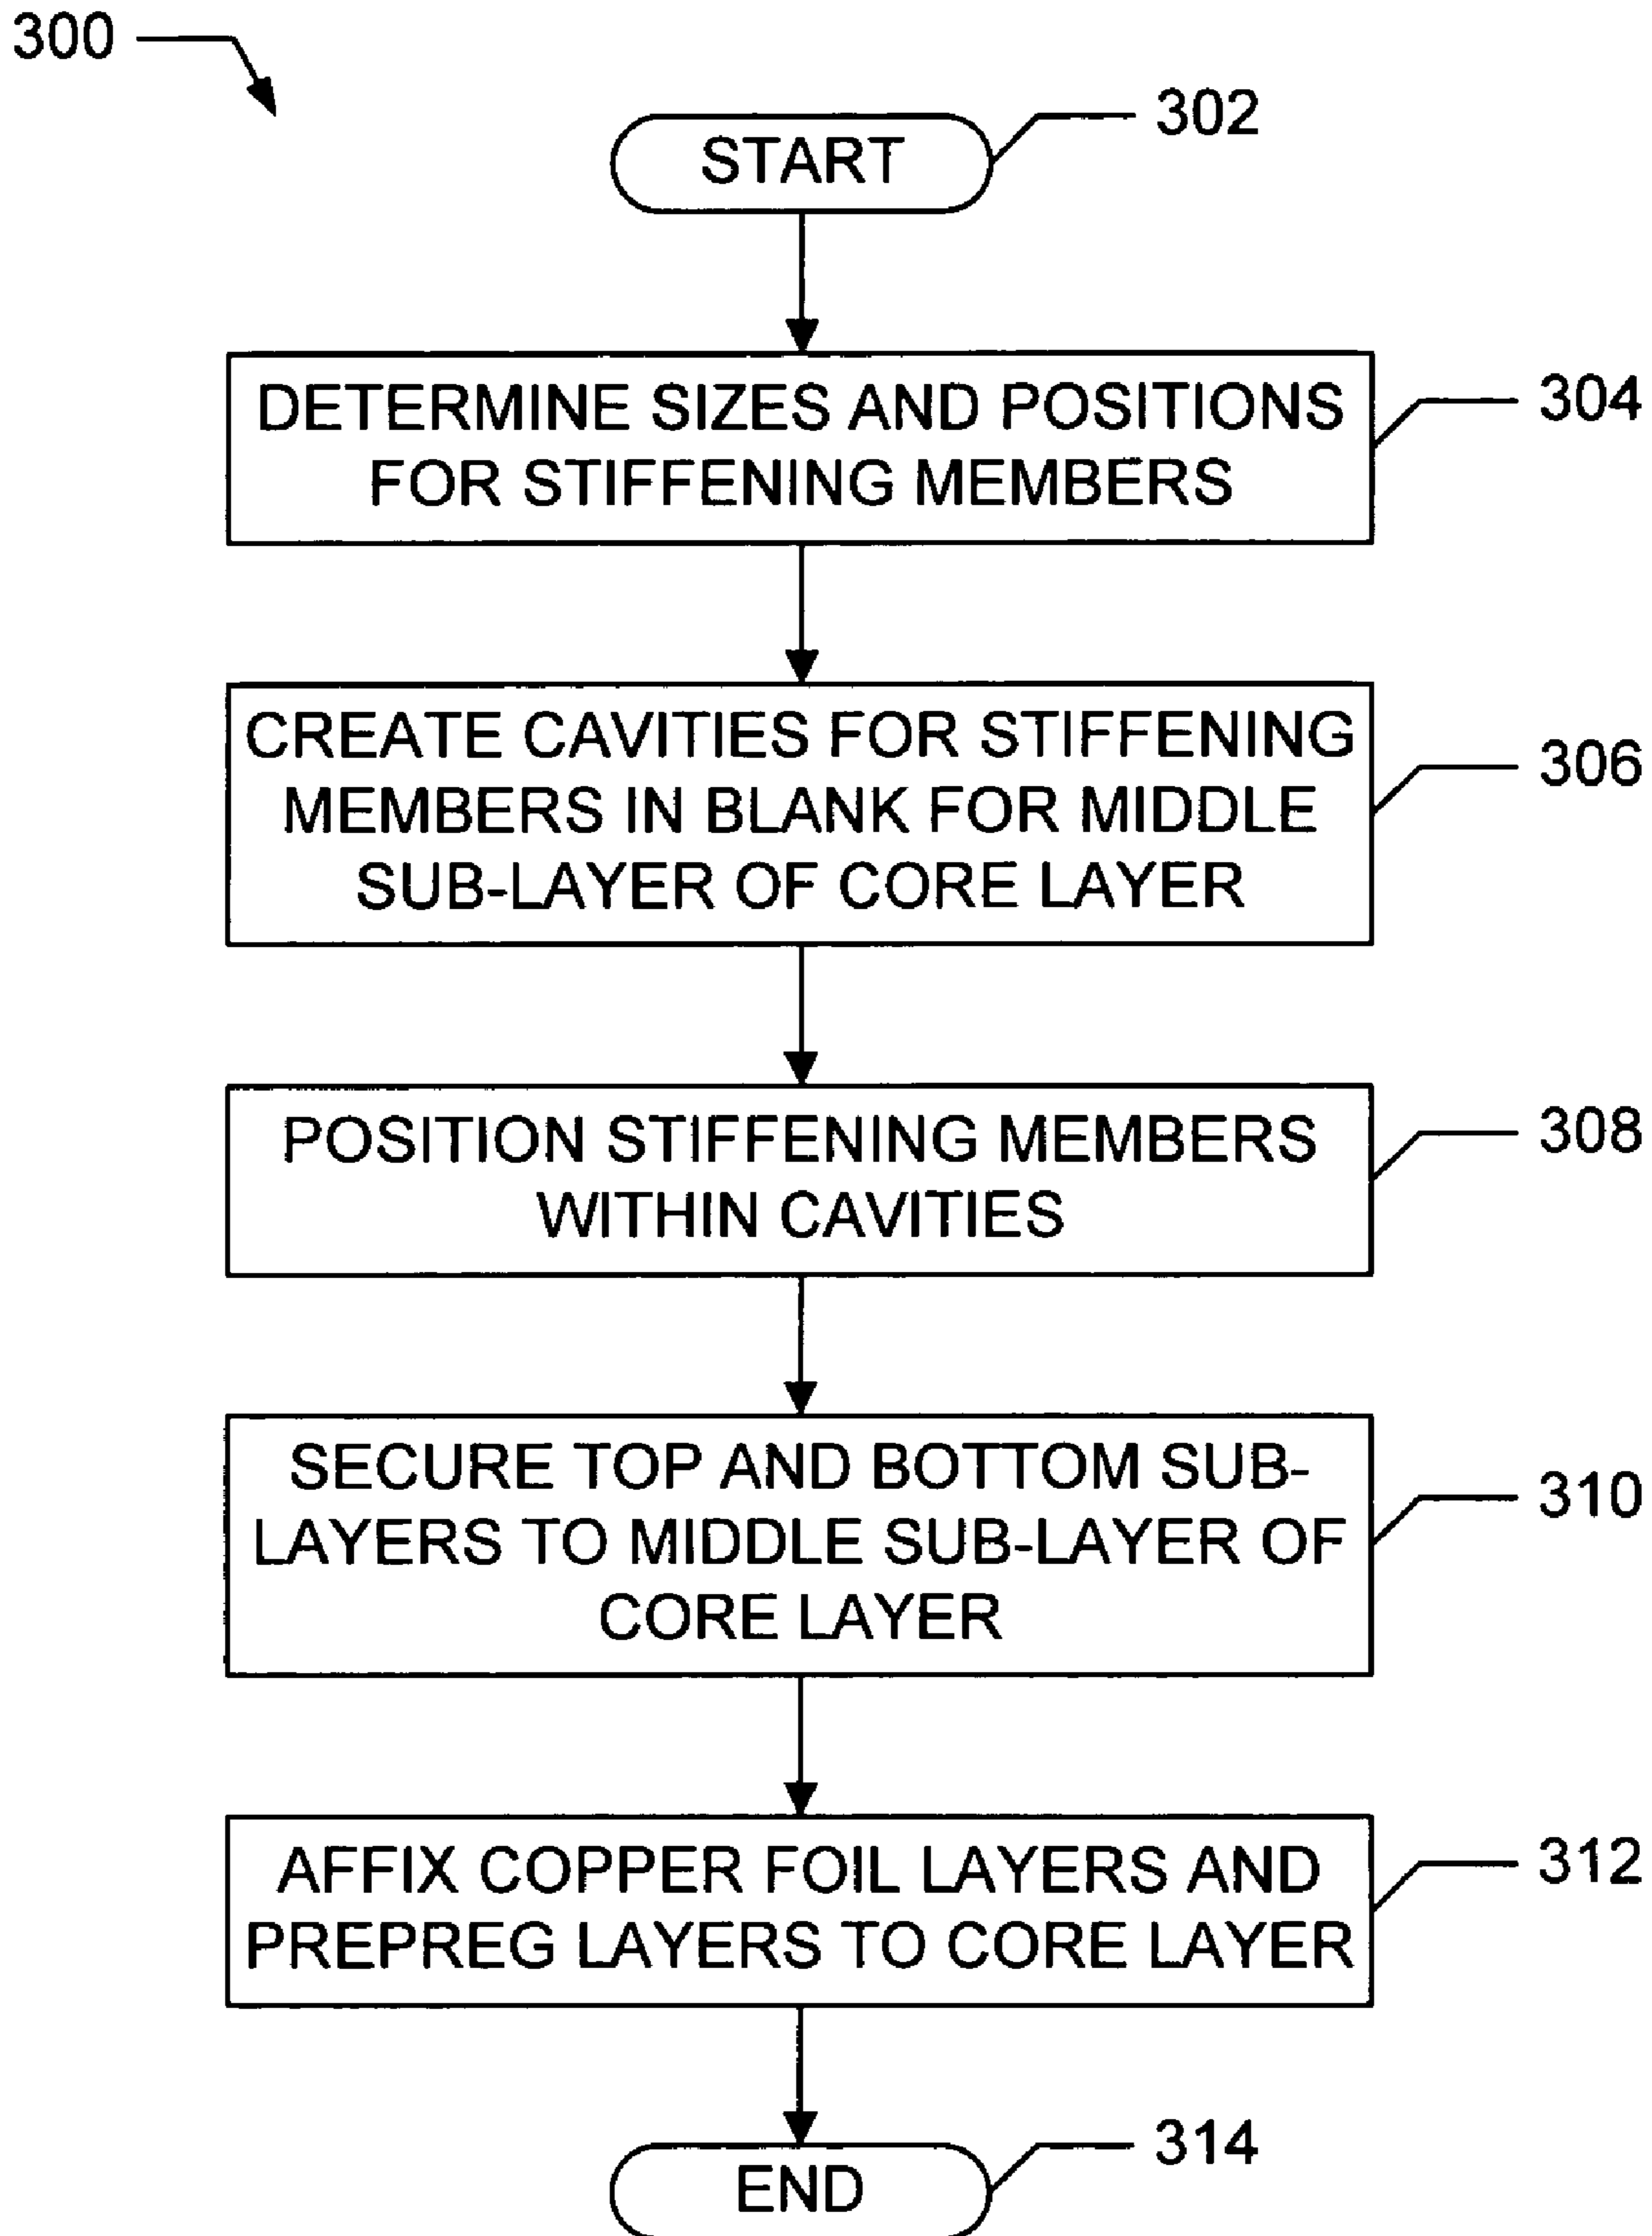 300
302
START
DETERMINE SIZES AND POSITIONS
FOR STIFFENING MEMBERS
304
CREATE CAVITIES FOR STIFFENING
MEMBERS IN BLANK FOR MIDDLE
SUB-LAYER OF CORE LAYER
306
POSITION STIFFENING MEMBERS
WITHIN CAVITIES
308
SECURE TOP AND BOTTOM SUB-
LAYERS TO MIDDLE SUB-LAYER OF
CORE LAYER
310
AFFIX COPPER FOIL LAYERS AND
PREPREG LAYERS TO CORE LAYER
312
314
END